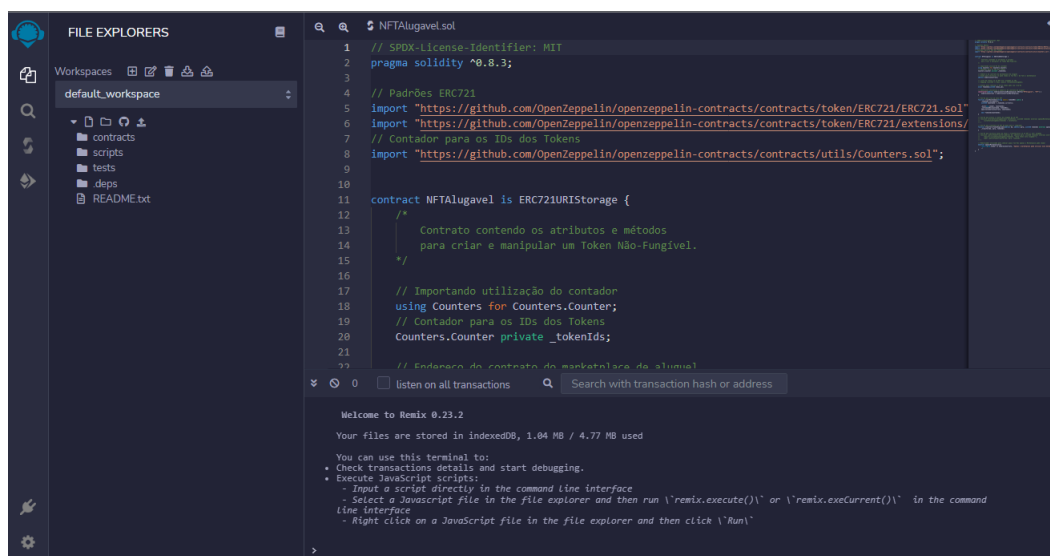 FILE EXPLORERS
Workspaces
default_workspace
contracts
scripts
tests
.deps
README.txt
NFTAlugavel.sol
1 // SPDX-License-Identifier: MIT
2 pragma solidity ^0.8.3;
3
4 // Padrões ERC721
5 import "https://github.com/OpenZeppelin/openzeppelin-contracts/contracts/token/ERC721/ERC721.sol"
6 import "https://github.com/OpenZeppelin/openzeppelin-contracts/contracts/token/ERC721/extensions/
7 // Contador para os IDs dos Tokens
8 import "https://github.com/OpenZeppelin/openzeppelin-contracts/contracts/utils/Counters.sol";
9
10
11 contract NFTAlugavel is ERC721URIStorage {
12 /*
13 Contrato contendo os atributos e métodos
14 para criar e manipular um Token Não-Fungível.
15 */
16
17 // Importando utilização do contador
18 using Counters for Counters.Counter;
19 // Contador para os IDs dos Tokens
20 Counters.Counter private _tokenIds;
21
22 // Endereço do contrato do marketplace de aluguel
0 listen on all transactions Search with transaction hash or address
Welcome to Remix 0.23.2
Your files are stored in indexedDB, 1.04 MB / 4.77 MB used
You can use this terminal to:
• Check transactions details and start debugging.
• Execute JavaScript scripts:
- Input a script directly in the command line interface
- Select a Javascript file in the file explorer and then run \`remix.execute()\` or \`remix.exeCurrent()\` in the command
line interface
- Right click on a JavaScript file in the file explorer and then click \`Run\`
>